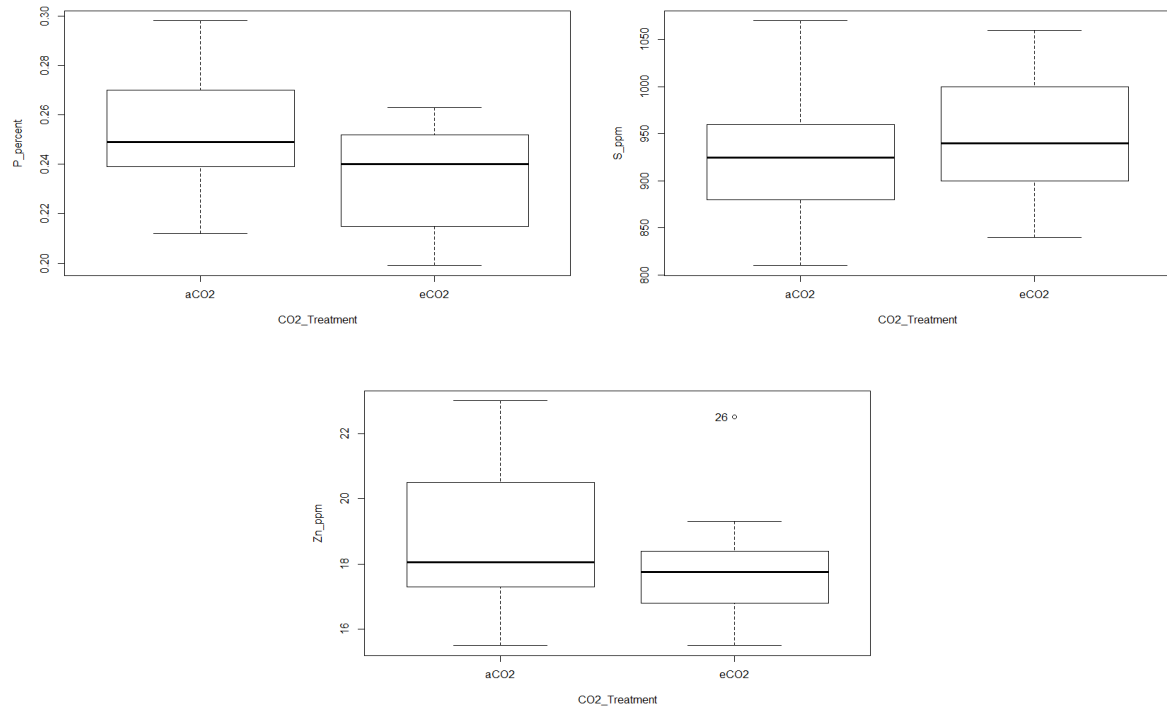 P_percent
0.30
0.28
0.26
0.24
0.22
0.20
aCO2 eCO2
CO2_Treatment
S_ppm
1050
1000
950
900
850
800
aCO2 eCO2
CO2_Treatment
Zn_ppm
22
20
18
16
26
aCO2 eCO2
CO2_Treatment